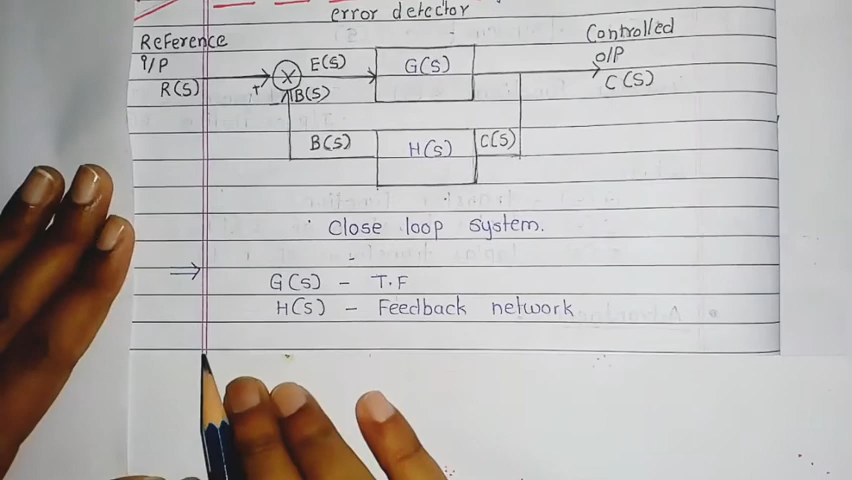 error detector
Reference
i/P
R(S)
+
E(S)
B(S)
G(S)
Controlled
O/P
C(S)
B(S)
H(S)
C(S)
Close loop system.
G(S) - T.F
H(S) - Feedback network